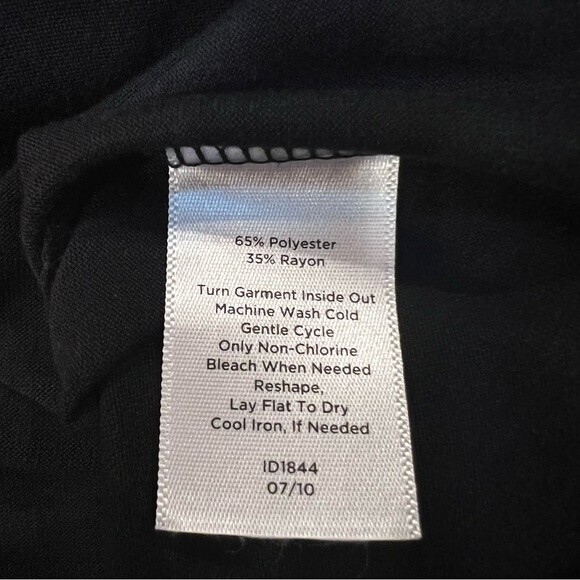 65% Polyester
35% Rayon
Turn Garment Inside Out
Machine Wash Cold
Gentle Cycle
Only Non-Chlorine
Bleach When Needed
Reshape,
Lay Flat To Dry
Cool Iron, If Needed
ID1844
07/10